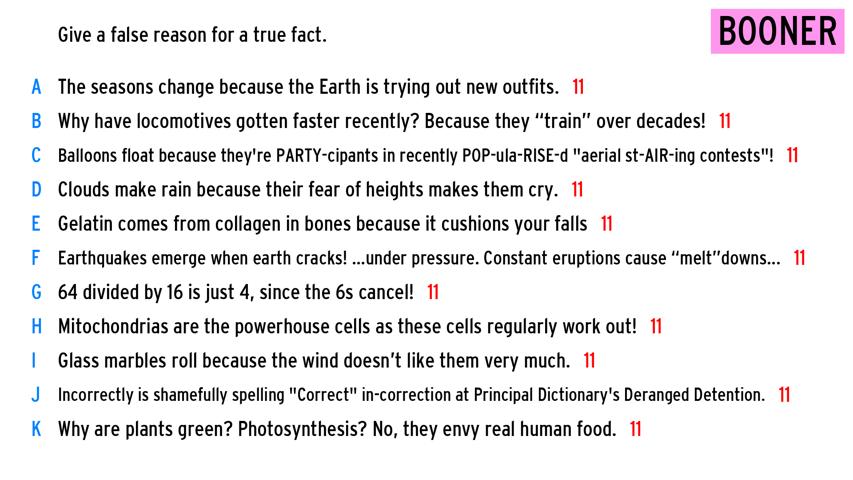 Give a false reason for a true fact.
BOONER
A The seasons change because the Earth is trying out new outfits. 11
B Why have locomotives gotten faster recently? Because they “train” over decades! 11
C Balloons float because they're PARTY-cipants in recently POP-ula-RISE-d "aerial st-AIR-ing contests"! 11
D Clouds make rain because their fear of heights makes them cry. 11
E Gelatin comes from collagen in bones because it cushions your falls 11
F Earthquakes emerge when earth cracks! ...under pressure. Constant eruptions cause “melt”downs... 11
G 64 divided by 16 is just 4, since the 6s cancel! 11
H Mitochondrias are the powerhouse cells as these cells regularly work out! 11
I Glass marbles roll because the wind doesn’t like them very much. 11
J Incorrectly is shamefully spelling "Correct" in-correction at Principal Dictionary's Deranged Detention. 11
K Why are plants green? Photosynthesis? No, they envy real human food. 11